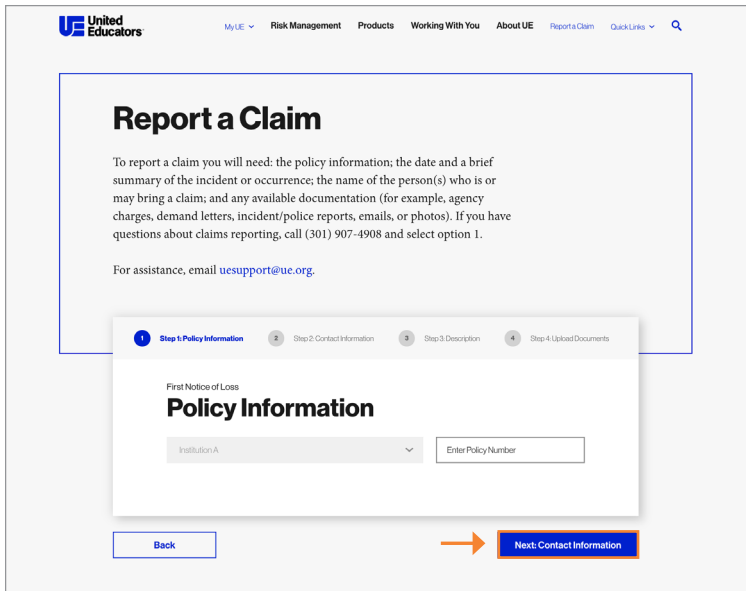 United
Educators
My UE
Risk Management
Products
Working With You
About UE
Report a Claim
Quick Links
Report a Claim
To report a claim you will need: the policy information; the date and a brief
summary of the incident or occurrence; the name of the person(s) who is or
may bring a claim; and any available documentation (for example, agency
charges, demand letters, incident/police reports, emails, or photos). If you have
questions about claims reporting, call (301) 907-4908 and select option 1.
For assistance, email uesupport@ue.org.
1 Step 1: Policy Information
2 Step 2: Contact Information
3 Step 3: Description
4 Step 4: Upload Documents
First Notice of Loss
Policy Information
Institution A
Enter Policy Number
Back
Next: Contact Information